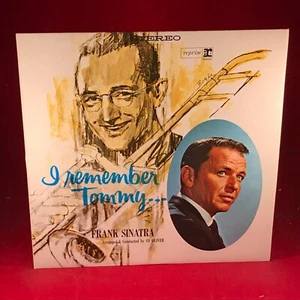 STEREO
reprise
I remember
Tommy...
FRANK SINATRA
Arranged & Conducted by SY OLIVER